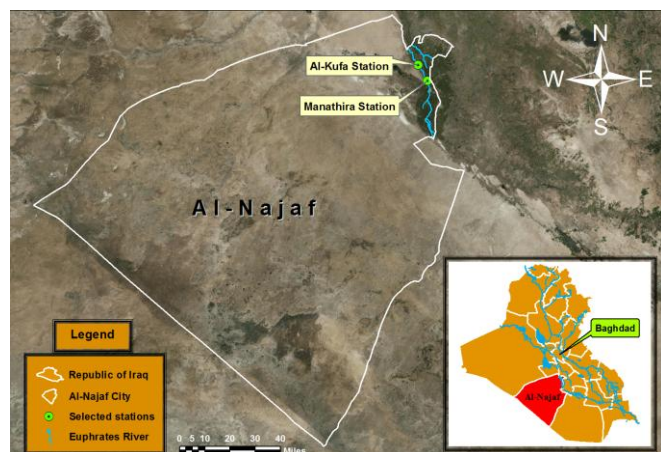 N
W E
S
Al-Kufa Station
Manathira Station
Al-Najaf
Baghdad
Al-Najaf
Legend
Republic of Iraq
Al-Najaf City
Selected stations
Euphrates River
0 5 10 20 30 40
Miles